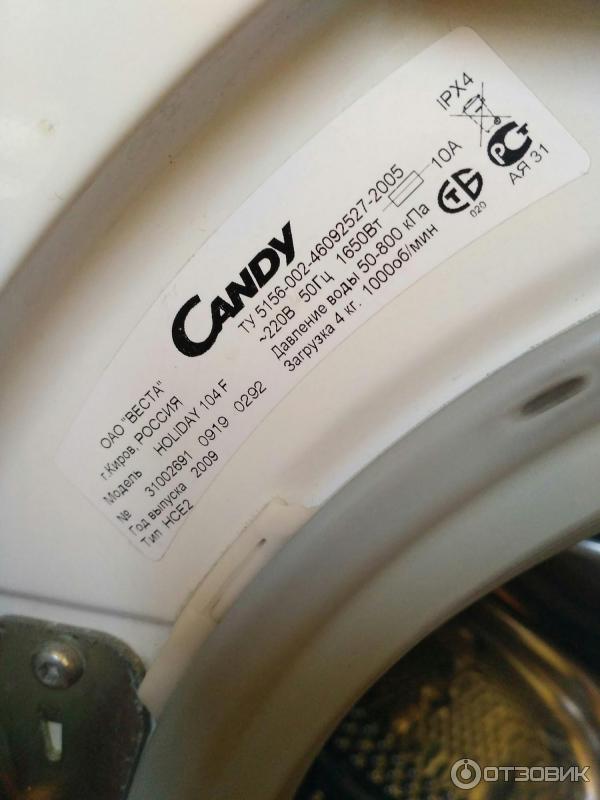 CANDY
ТУ 5156-002-46092527-2005
~220В 50Гц 1650Вт 10А
Давление воды 50-800 кПа
Загрузка 4 кг. 1000об/мин
IPX4
РСТ
АЯ 31
020
ОАО "ВЕСТА"
г.Киров, РОССИЯ
Модель HOLIDAY 104 F
№ 31002691 0919 0292
Год выпуска 2009
Тип HCE2
ОТЗОВИК